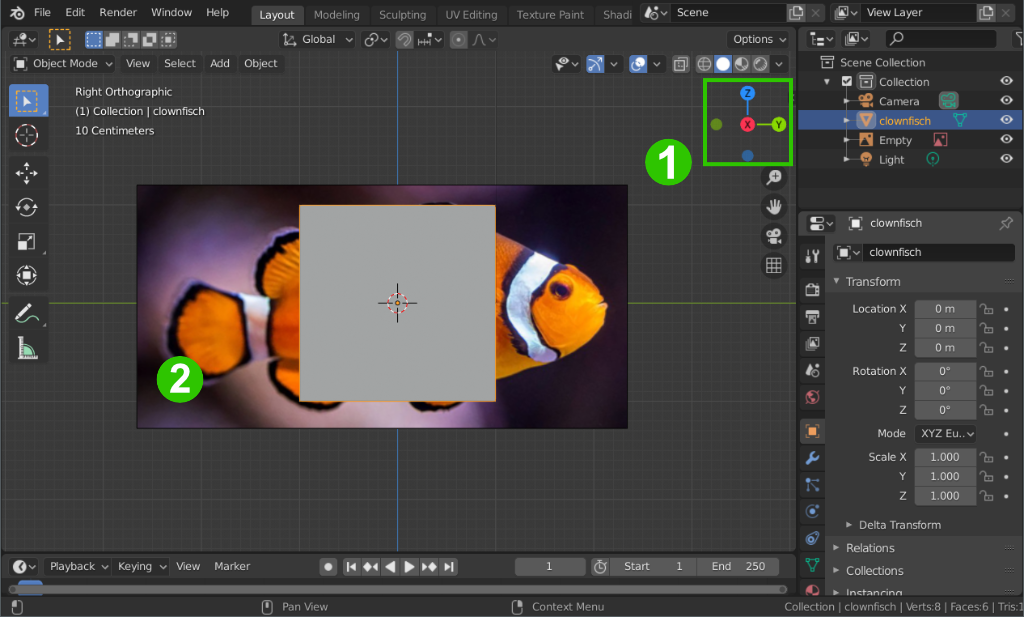 File Edit Render Window Help Layout Modeling Sculpting UV Editing Texture Paint Shadi Scene View Layer
Global Options
Object Mode View Select Add Object
Right Orthographic
(1) Collection | clownfisch
10 Centimeters
Z
X Y
1
2
Scene Collection
Collection
Camera
clownfisch
Empty
Light
clownfisch
clownfisch
Transform
Location X 0 m
Y 0 m
Z 0 m
Rotation X 0°
Y 0°
Z 0°
Mode XYZ Eu..
Scale X 1.000
Y 1.000
Z 1.000
Delta Transform
Relations
Collections
Instancing
Playback Keying View Marker 1 Start 1 End 250
Pan View Context Menu Collection | clownfisch | Verts:8 | Faces:6 | Tris:1